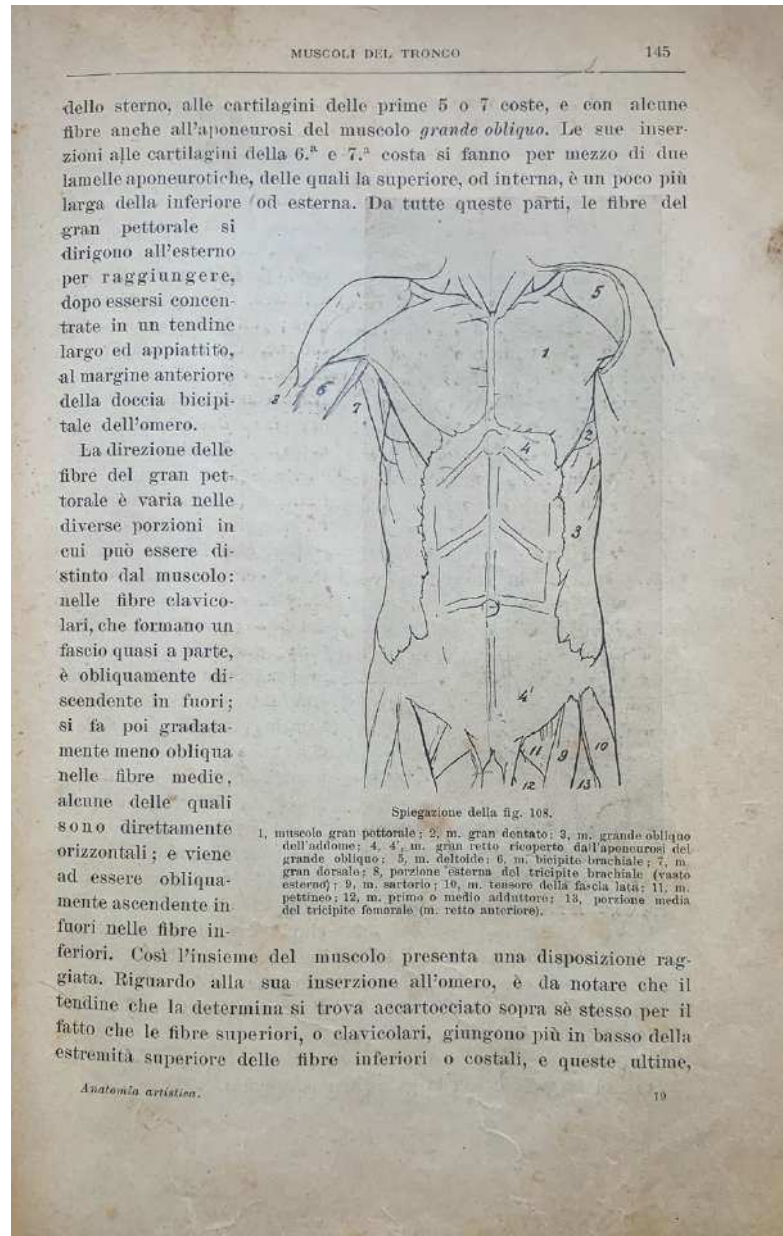 MUSCOLI DEL TRONCO 145
dello sterno, alle cartilagini delle prime 5 o 7 coste, e con alcune
fibre anche all'aponeurosi del muscolo grande obliquo. Le sue inser-
zioni alle cartilagini della 6.ª e 7.ª costa si fanno per mezzo di due
lamelle aponeurotiche, delle quali la superiore, od interna, è un poco più
larga della inferiore od esterna. Da tutte queste parti, le fibre del
gran pettorale si
dirigono all'esterno
per raggiungere,
dopo essersi concen-
trate in un tendine
largo ed appiattito,
al margine anteriore
della doccia bicipi-
tale dell'omero.
La direzione delle
fibre del gran pet-
torale è varia nelle
diverse porzioni in
cui può essere di-
stinto dal muscolo:
nelle fibre clavico-
lari, che formano un
fascio quasi a parte,
è obliquamente di-
scendente in fuori;
si fa poi gradata-
mente meno obliqua
nelle fibre medie,
alcune delle quali
sono direttamente
orizzontali; e viene
ad essere obliqua-
mente ascendente in
fuori nelle fibre in-
5
1
8
6
7
2
4
3
4'
11
9
10
12
13
Spiegazione della fig. 108.
1, muscolo gran pettorale; 2, m. gran dentato; 3, m. grande obliquo
dell'addome; 4, 4', m. gran retto ricoperto dall'aponeurosi del
grande obliquo; 5, m. deltoide; 6, m. bicipite brachiale; 7, m.
gran dorsale; 8, porzione esterna del tricipite brachiale (vasto
esterno); 9, m. sartorio; 10, m. tensore della fascia lata; 11, m.
pettineo; 12, m. primo o medio adduttore; 13, porzione media
del tricipite femorale (m. retto anteriore).
feriori. Così l'insieme del muscolo presenta una disposizione rag-
giata. Riguardo alla sua inserzione all'omero, è da notare che il
tendine che la determina si trova accartocciato sopra sè stesso per il
fatto che le fibre superiori, o clavicolari, giungono più in basso della
estremità superiore delle fibre inferiori o costali, e queste ultime,
Anatomia artistica. 19